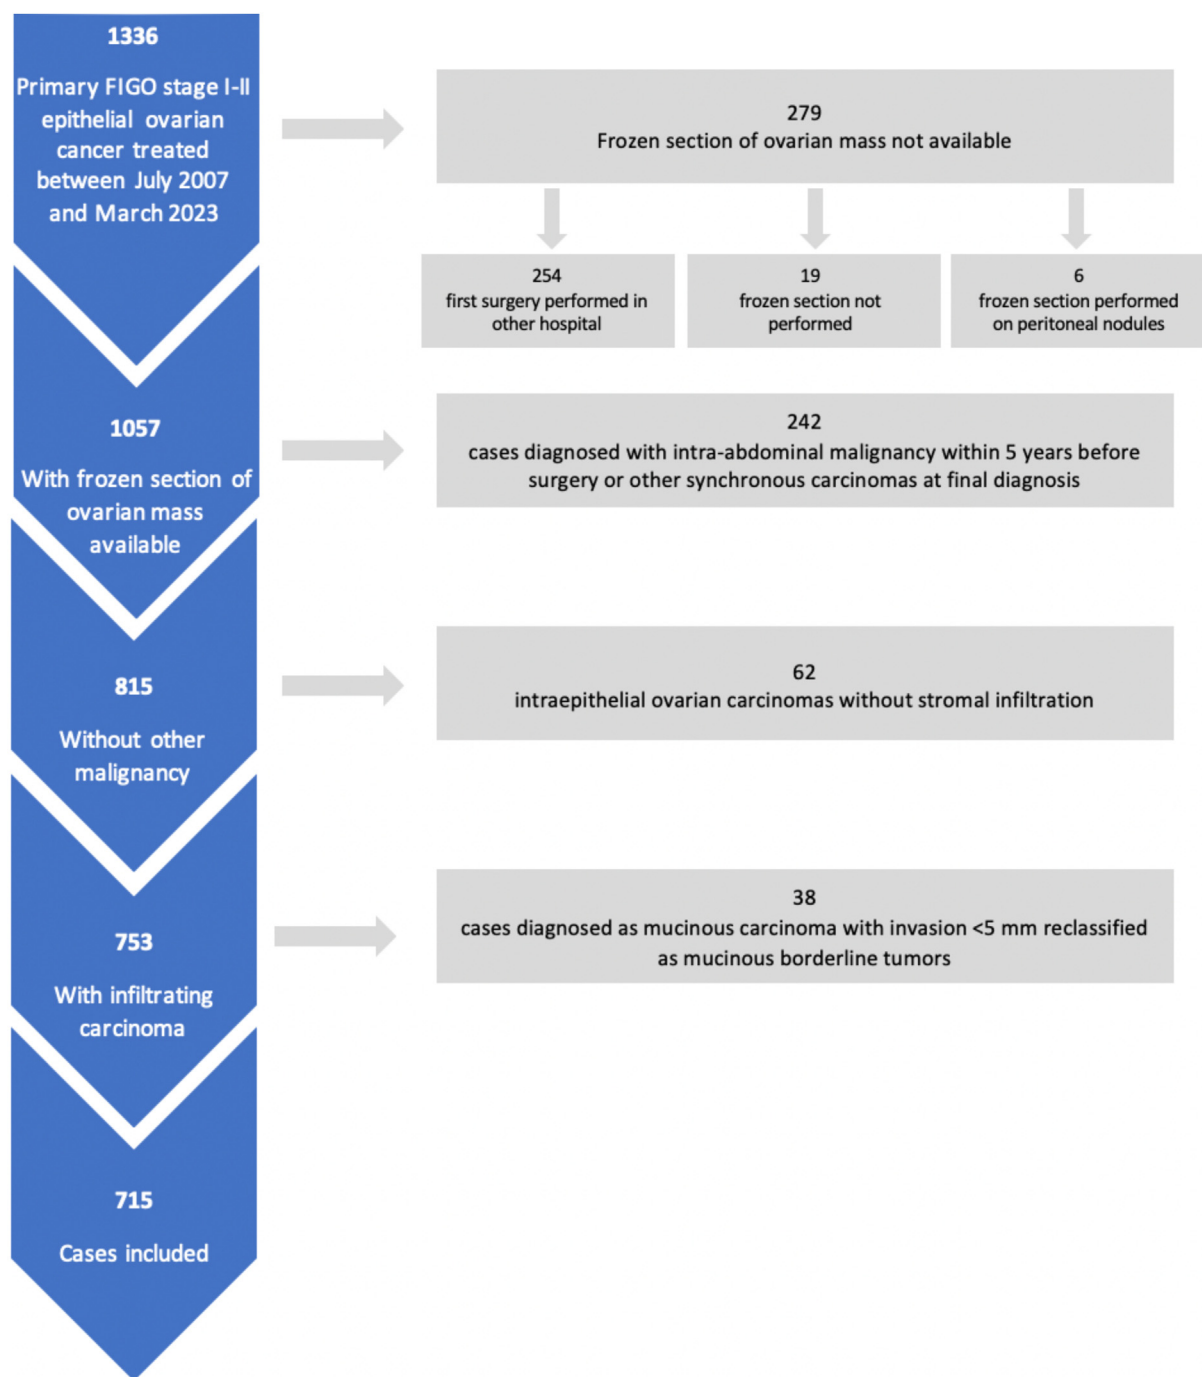 1336
Primary FIGO stage I-II
epithelial ovarian
cancer treated
between July 2007
and March 2023
279
Frozen section of ovarian mass not available
254
first surgery performed in
other hospital
19
frozen section not
performed
6
frozen section performed
on peritoneal nodules
1057
With frozen section of
ovarian mass
available
242
cases diagnosed with intra-abdominal malignancy within 5 years before
surgery or other synchronous carcinomas at final diagnosis
815
Without other
malignancy
62
intraepithelial ovarian carcinomas without stromal infiltration
753
With infiltrating
carcinoma
38
cases diagnosed as mucinous carcinoma with invasion <5 mm reclassified
as mucinous borderline tumors
715
Cases included